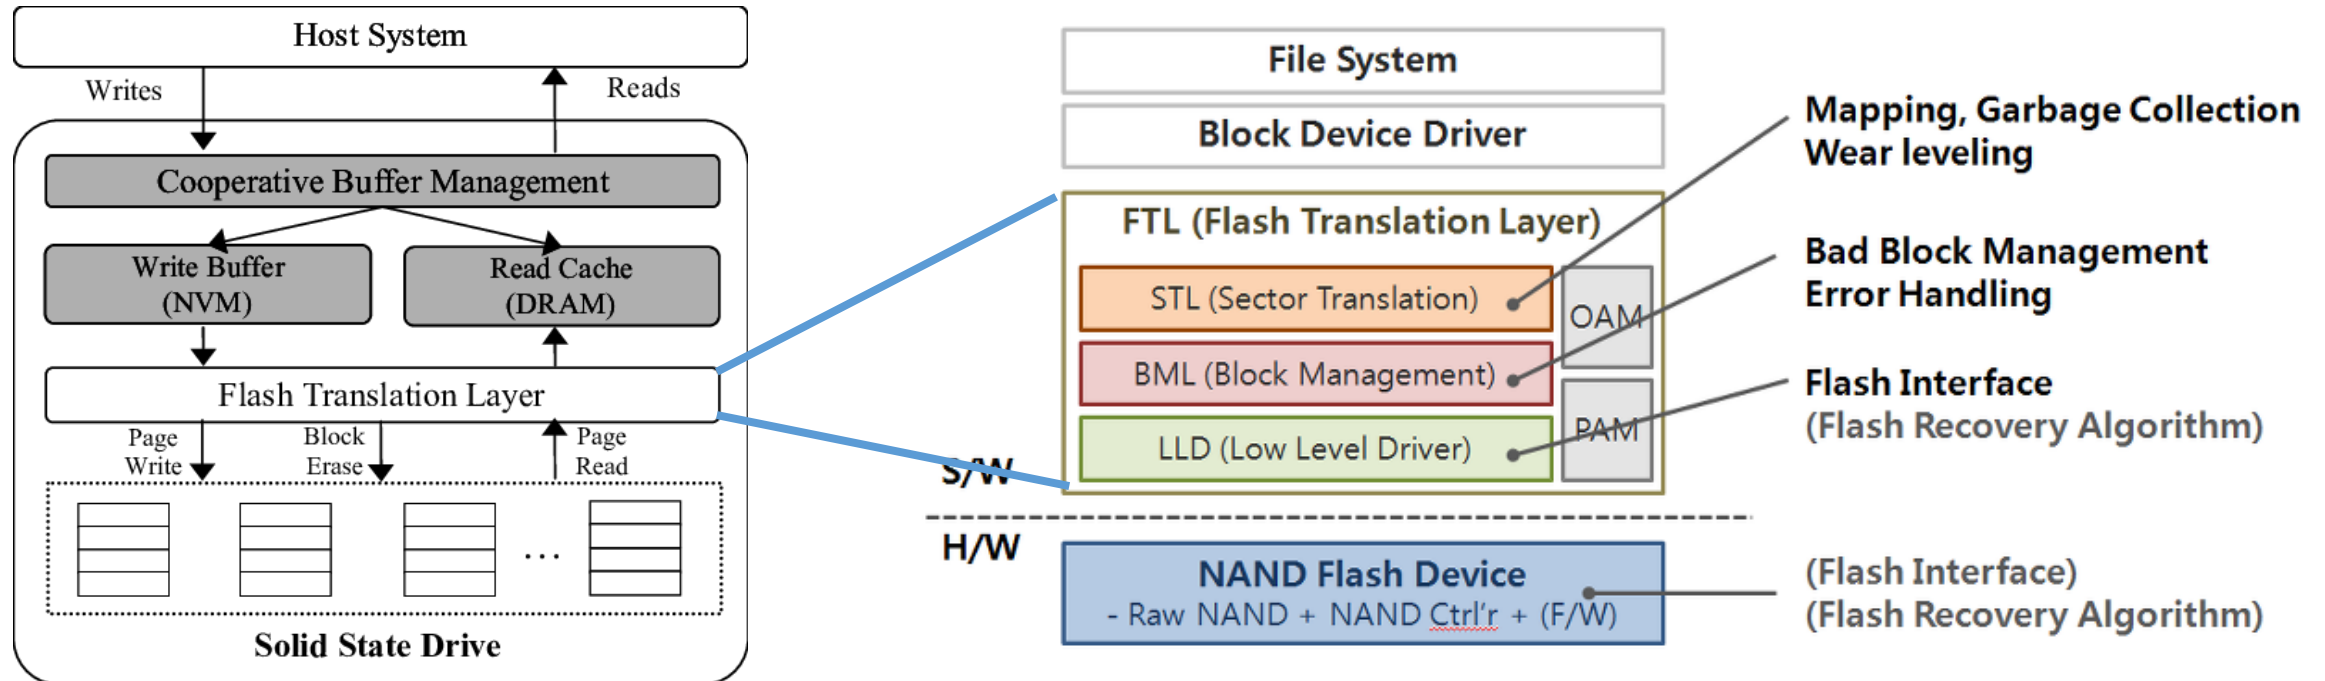 Host System
Writes
Reads
Cooperative Buffer Management
Write Buffer
(NVM)
Read Cache
(DRAM)
Flash Translation Layer
Page
Write
Block
Erase
Page
Read
...
Solid State Drive
File System
Block Device Driver
FTL (Flash Translation Layer)
STL (Sector Translation)
BML (Block Management)
LLD (Low Level Driver)
OAM
PAM
S/W
H/W
NAND Flash Device
- Raw NAND + NAND Ctrl'r + (F/W)
Mapping, Garbage Collection
Wear leveling
Bad Block Management
Error Handling
Flash Interface
(Flash Recovery Algorithm)
(Flash Interface)
(Flash Recovery Algorithm)